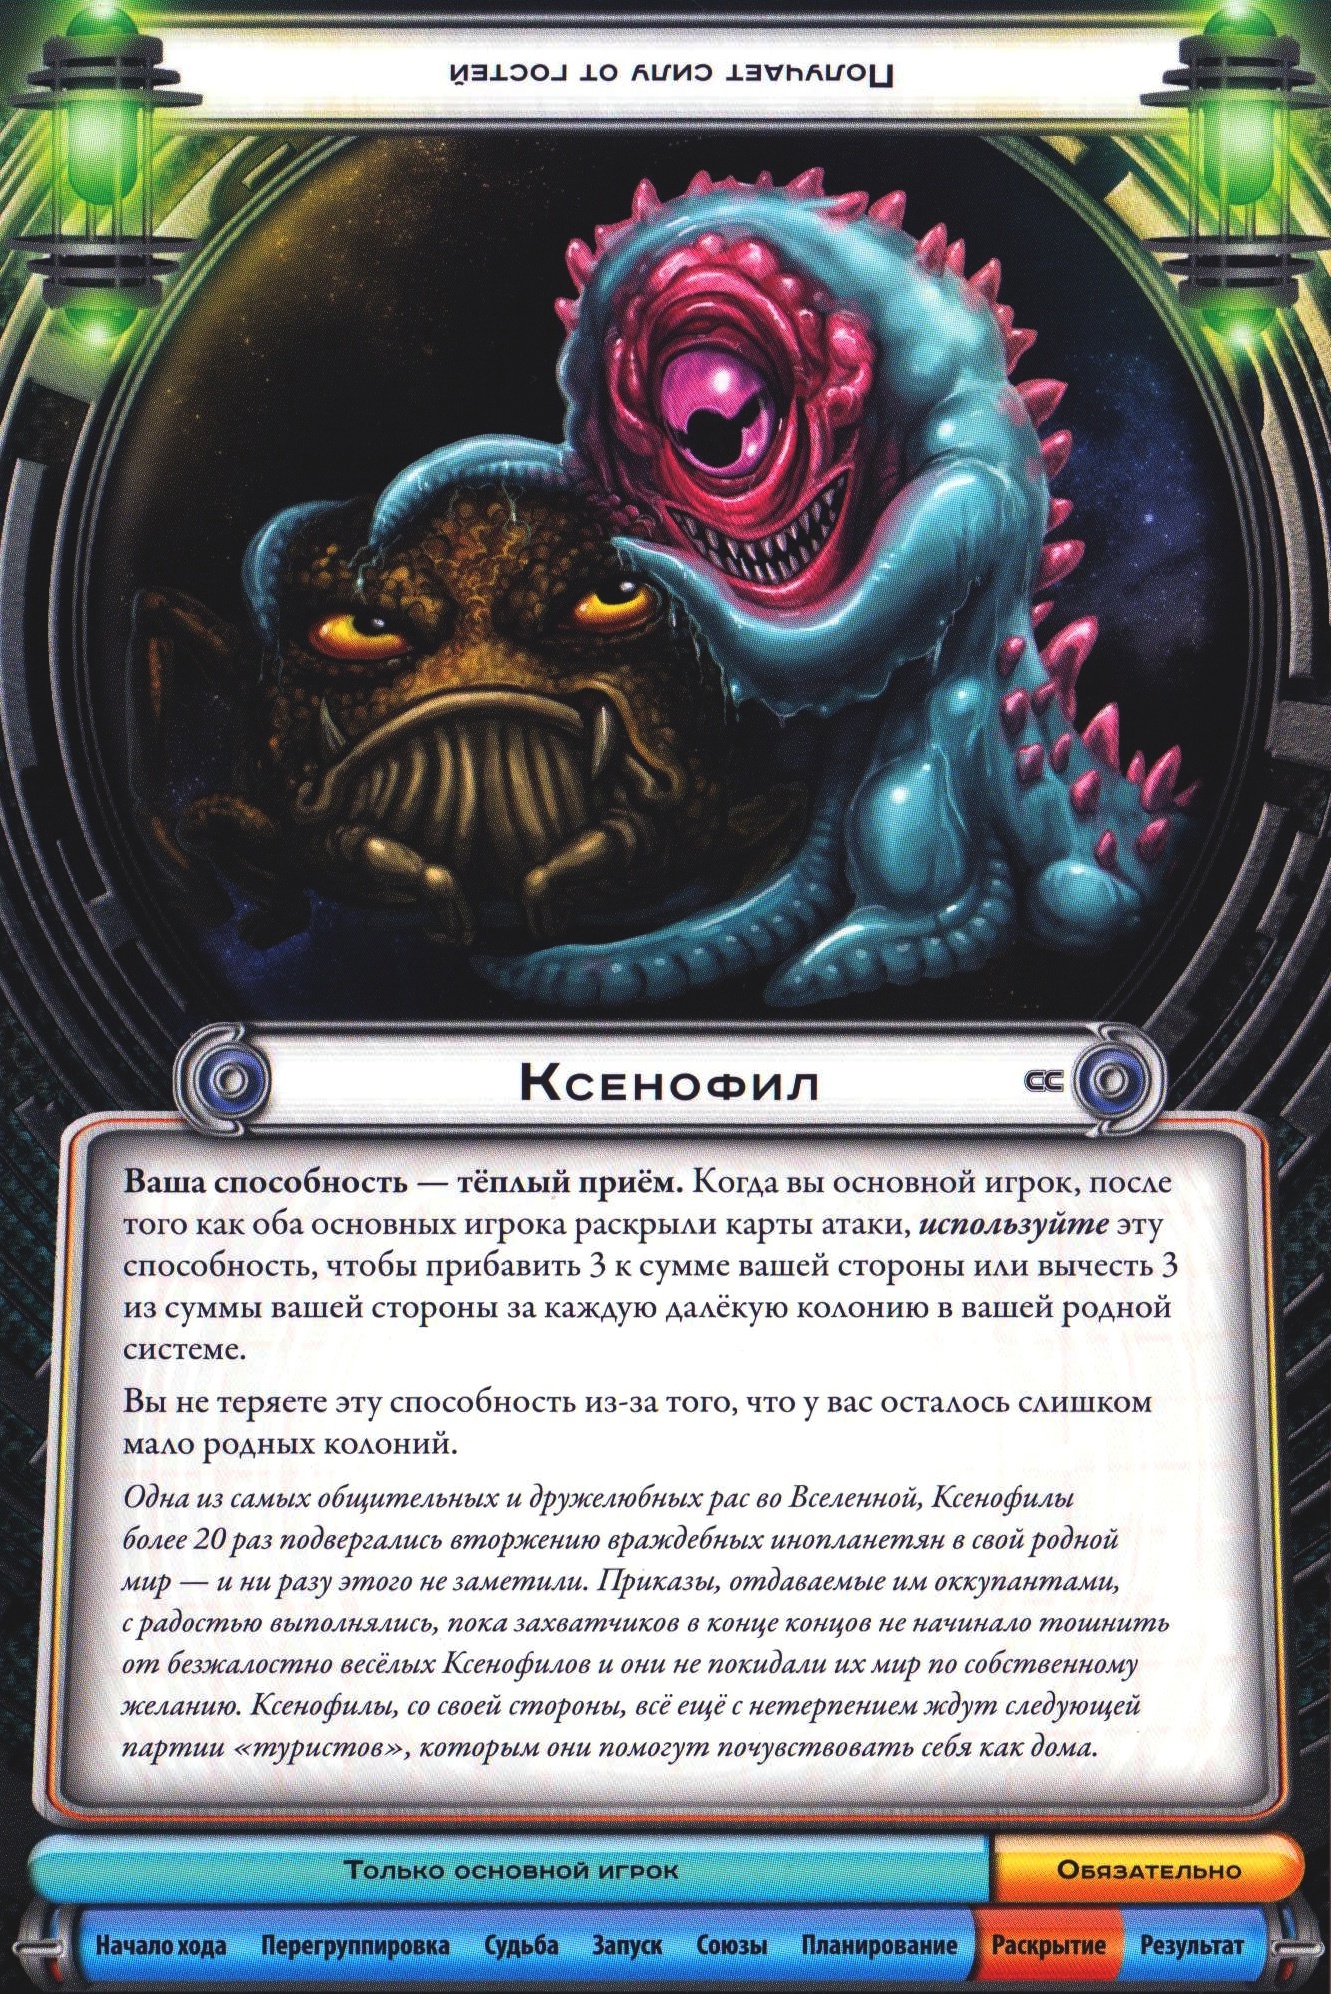 Получает силу от гостей
Ксенофил
CC
Ваша способность — тёплый приём. Когда вы основной игрок, после
того как оба основных игрока раскрыли карты атаки, используйте эту
способность, чтобы прибавить 3 к сумме вашей стороны или вычесть 3
из суммы вашей стороны за каждую далёкую колонию в вашей родной
системе.
Вы не теряете эту способность из-за того, что у вас осталось слишком
мало родных колоний.
Одна из самых общительных и дружелюбных рас во Вселенной, Ксенофилы
более 20 раз подвергались вторжению враждебных инопланетян в свой родной
мир — и ни разу этого не заметили. Приказы, отдаваемые им оккупантами,
с радостью выполнялись, пока захватчиков в конце концов не начинало тошнить
от безжалостно весёлых Ксенофилов и они не покидали их мир по собственному
желанию. Ксенофилы, со своей стороны, всё ещё с нетерпением ждут следующей
партии «туристов», которым они помогут почувствовать себя как дома.
Только основной игрок
Обязательно
Начало хода Перегруппировка Судьба Запуск Союзы Планирование Раскрытие Результат